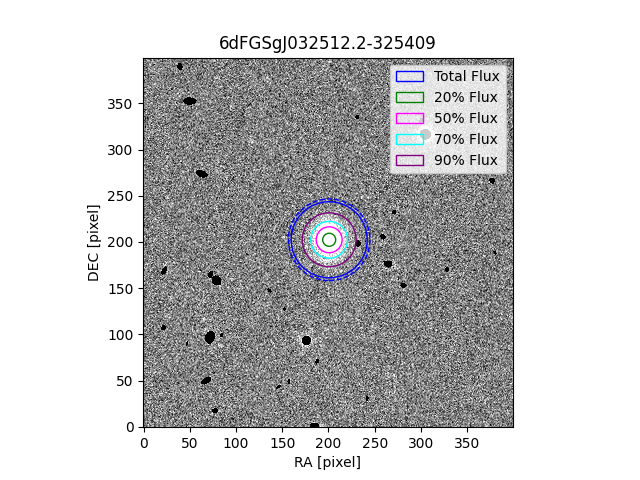 6dFGSgJ032512.2-325409
Total Flux
20% Flux
50% Flux
70% Flux
90% Flux
DEC [pixel]
350
300
250
200
150
100
50
0
0 50 100 150 200 250 300 350
RA [pixel]